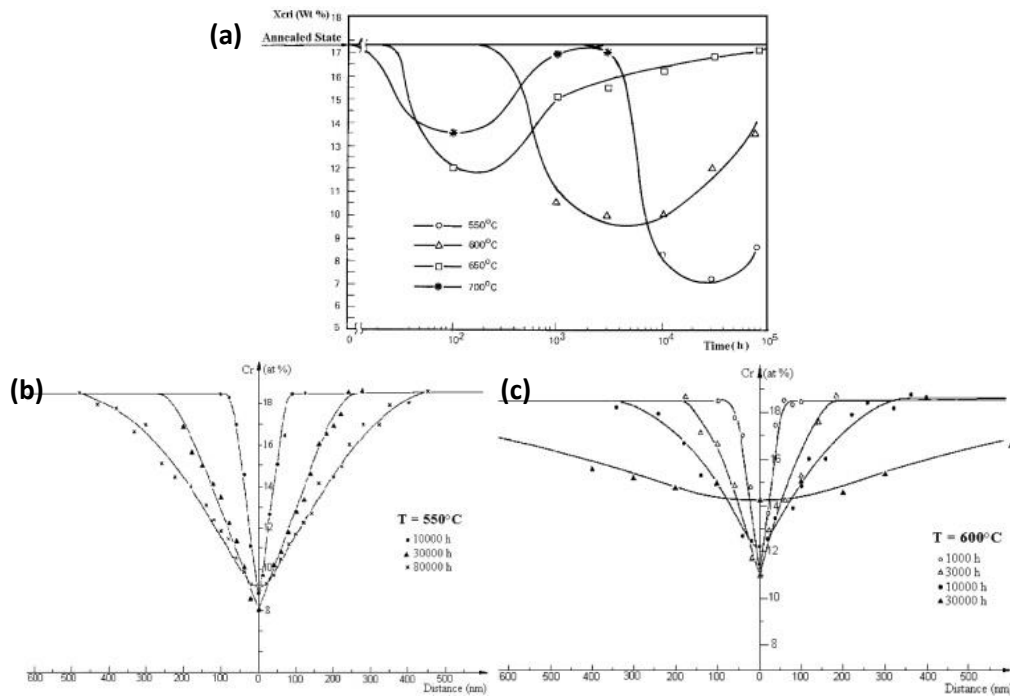 (a)
Xcri (Wt %)
Annealed State
18
17
16
15
14
13
12
11
10
9
8
7
6
5
550°C
600°C
650°C
700°C
0
10²
10³
10⁴
10⁵
Time(h)
(b)
Cr (at %)
18
16
14
12
10
8
T = 550°C
10000 h
30000 h
80000 h
600 500 400 300 200 100 0 100 200 300 400 500
Distance (nm)
(c)
Cr (at %)
18
16
14
12
10
8
T = 600°C
1000 h
3000 h
10000 h
30000 h
500 400 300 200 100 0 100 200 300 400 500
Distance (nm)